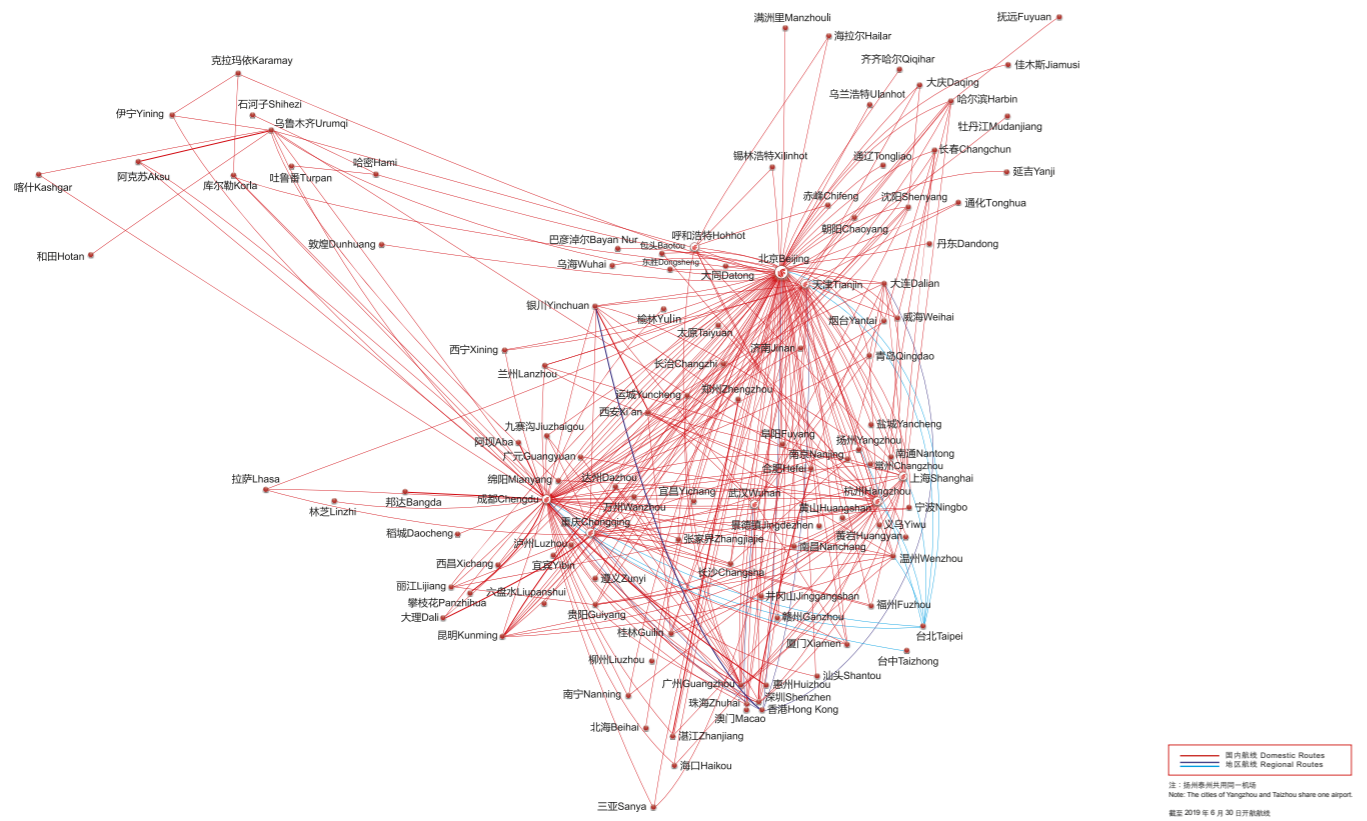 满洲里Manzhouli
抚远Fuyuan
海拉尔Hailar
克拉玛依Karamay
齐齐哈尔Qiqihar
佳木斯Jiamusi
大庆Daqing
乌兰浩特Ulanhot
哈尔滨Harbin
石河子Shihezi
伊宁Yining
乌鲁木齐Urumqi
牡丹江Mudanjiang
长春Changchun
锡林浩特Xilinhot
通辽Tongliao
哈密Hami
延吉Yanji
阿克苏Aksu
吐鲁番Turpan
喀什Kashgar
库尔勒Korla
赤峰Chifeng
沈阳Shenyang
通化Tonghua
朝阳Chaoyang
呼和浩特Hohhot
巴彦淖尔Bayan Nur
包头Baotou
敦煌Dunhuang
丹东Dandong
和田Hotan
北京Beijing
乌海Wuhai
东胜Dongsheng
大同Datong
天津Tianjin
大连Dalian
银川Yinchuan
榆林Yulin
威海Weihai
烟台Yantai
太原Taiyuan
西宁Xining
济南Jinan
青岛Qingdao
长治Changzhi
兰州Lanzhou
运城Yuncheng
郑州Zhengzhou
西安Xi'an
九寨沟Jiuzhaigou
盐城Yancheng
阜阳Fuyang
扬州Yangzhou
阿坝Aba
广元Guangyuan
南京Nanjing
南通Nantong
合肥Hefei
常州Changzhou
拉萨Lhasa
绵阳Mianyang
达州Dazhou
上海Shanghai
宜昌Yichang
武汉Wuhan
杭州Hangzhou
邦达Bangda
成都Chengdu
万州Wanzhou
黄山Huangshan
宁波Ningbo
林芝Linzhi
重庆Chongqing
景德镇Jingdezhen
义乌Yiwu
稻城Daocheng
张家界Zhangjiajie
黄岩Huangyan
泸州Luzhou
南昌Nanchang
西昌Xichang
宜宾Yibin
温州Wenzhou
长沙Changsha
遵义Zunyi
丽江Lijiang
六盘水Liupanshui
井冈山Jinggangshan
攀枝花Panzhihua
福州Fuzhou
大理Dali
贵阳Guiyang
赣州Ganzhou
昆明Kunming
桂林Guilin
台北Taipei
厦门Xiamen
柳州Liuzhou
台中Taizhong
汕头Shantou
广州Guangzhou
惠州Huizhou
南宁Nanning
深圳Shenzhen
珠海Zhuhai
香港Hong Kong
澳门Macao
北海Beihai
湛江Zhanjiang
海口Haikou
三亚Sanya
国内航线 Domestic Routes
地区航线 Regional Routes
注：扬州泰州共用同一机场
Note: The cities of Yangzhou and Taizhou share one airport.
截至 2019 年 6 月 30 日开航航线